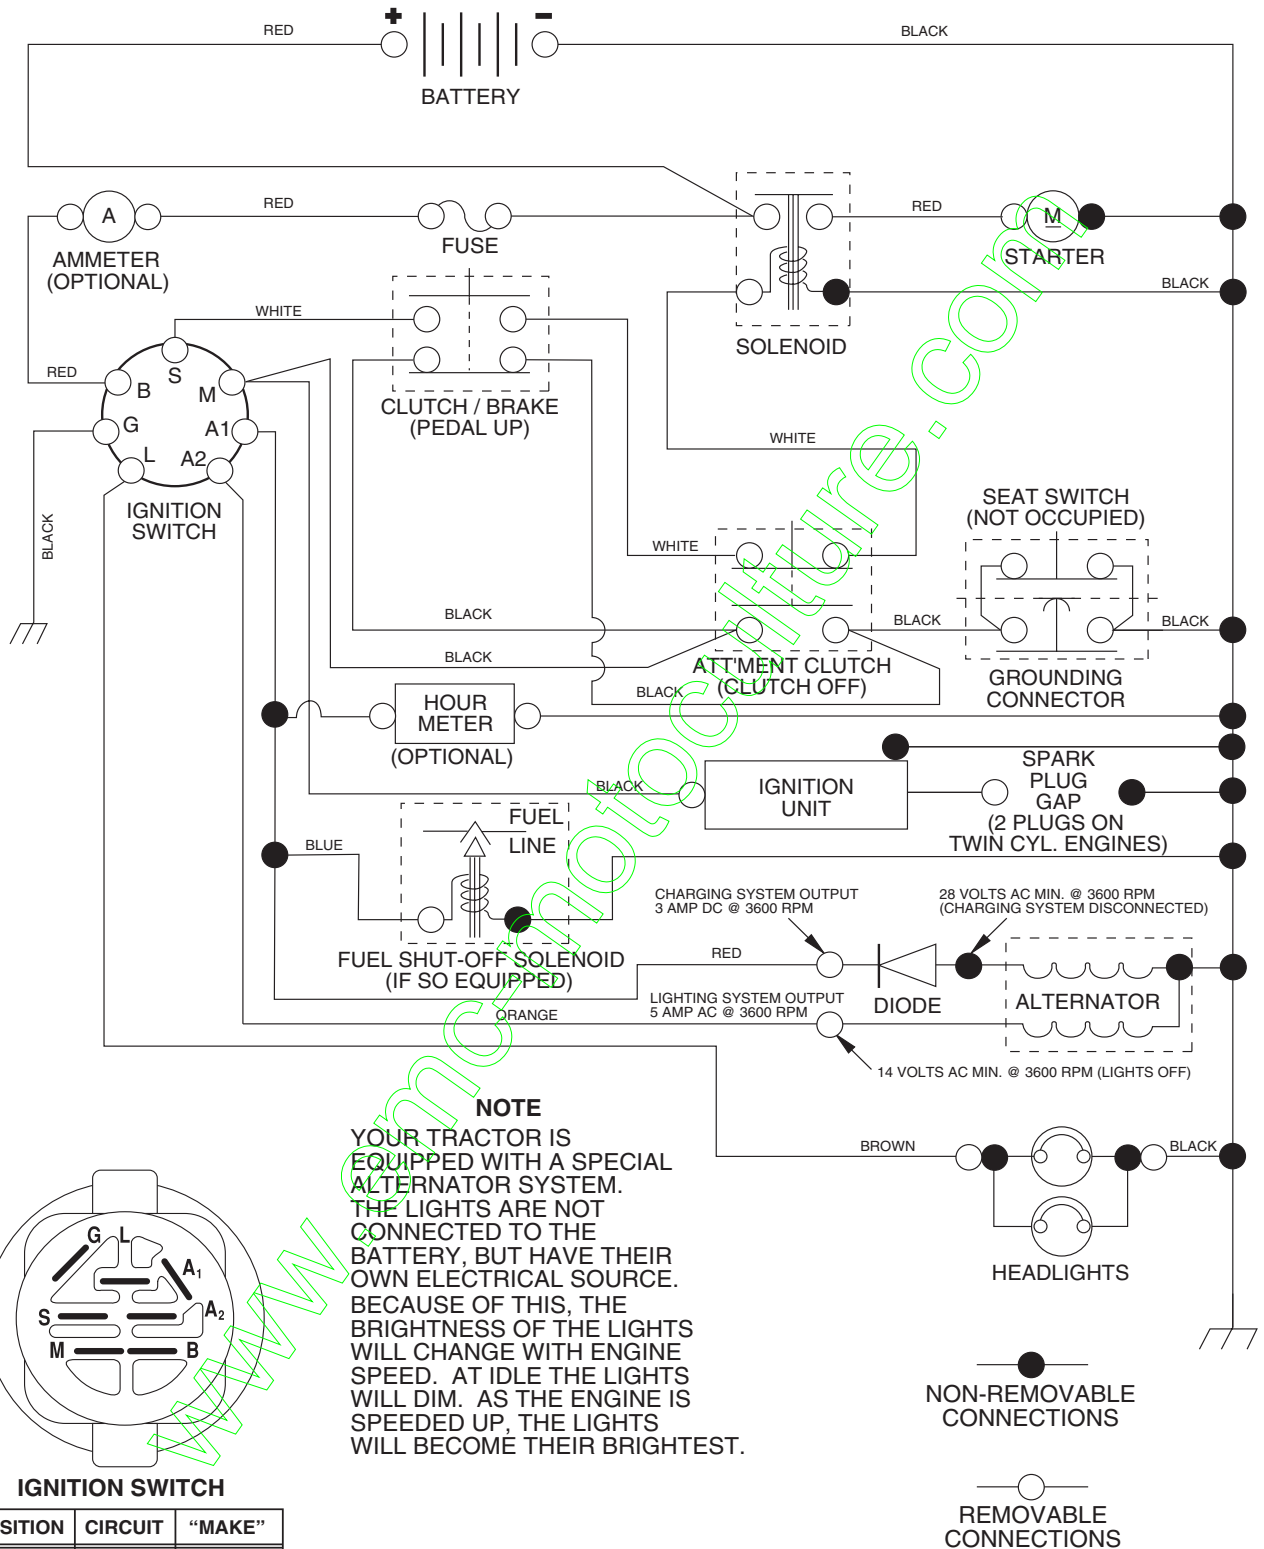 + -
RED
BLACK
BATTERY
A
RED
RED
M
AMMETER
(OPTIONAL)
FUSE
STARTER
BLACK
WHITE
SOLENOID
RED
S
B
M
G
A1
L
A2
CLUTCH / BRAKE
(PEDAL UP)
WHITE
IGNITION
SWITCH
BLACK
SEAT SWITCH
(NOT OCCUPIED)
WHITE
BLACK
BLACK
BLACK
BLACK
ATT'MENT CLUTCH
(CLUTCH OFF)
GROUNDING
CONNECTOR
BLACK
HOUR
METER
(OPTIONAL)
SPARK
PLUG
GAP
(2 PLUGS ON
TWIN CYL. ENGINES)
BLACK
IGNITION
UNIT
FUEL
LINE
BLUE
CHARGING SYSTEM OUTPUT
3 AMP DC @ 3600 RPM
28 VOLTS AC MIN. @ 3600 RPM
(CHARGING SYSTEM DISCONNECTED)
FUEL SHUT-OFF SOLENOID
(IF SO EQUIPPED)
RED
DIODE
ALTERNATOR
LIGHTING SYSTEM OUTPUT
5 AMP AC @ 3600 RPM
ORANGE
14 VOLTS AC MIN. @ 3600 RPM (LIGHTS OFF)
NOTE
YOUR TRACTOR IS
EQUIPPED WITH A SPECIAL
ALTERNATOR SYSTEM.
THE LIGHTS ARE NOT
CONNECTED TO THE
BATTERY, BUT HAVE THEIR
OWN ELECTRICAL SOURCE.
BECAUSE OF THIS, THE
BRIGHTNESS OF THE LIGHTS
WILL CHANGE WITH ENGINE
SPEED. AT IDLE THE LIGHTS
WILL DIM. AS THE ENGINE IS
SPEEDED UP, THE LIGHTS
WILL BECOME THEIR BRIGHTEST.
BROWN
BLACK
HEADLIGHTS
G L
A1
S
A2
M
B
IGNITION SWITCH
SITION CIRCUIT “MAKE”
NON-REMOVABLE
CONNECTIONS
REMOVABLE
CONNECTIONS
www.emc-motoculture.com